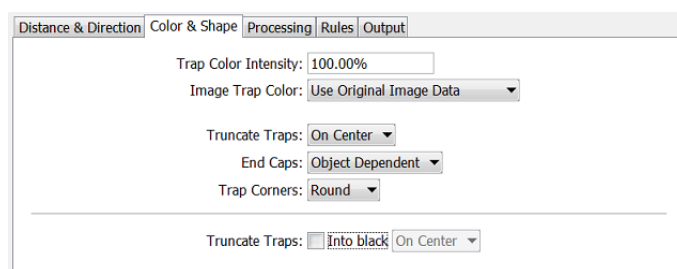 Distance & Direction Color & Shape Processing Rules Output
Trap Color Intensity: 100.00%
Image Trap Color: Use Original Image Data
Truncate Traps: On Center
End Caps: Object Dependent
Trap Corners: Round
Truncate Traps: Into black On Center